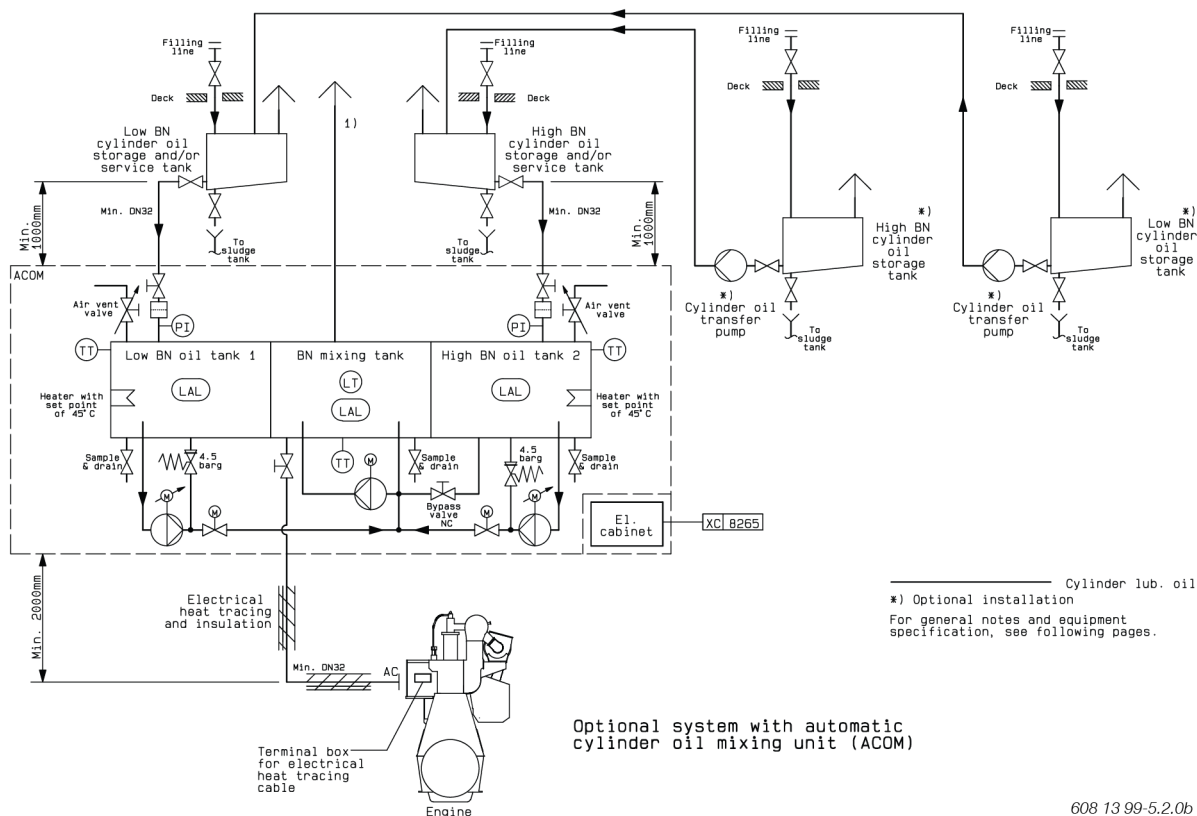 Filling
line
Filling
line
Filling
line
Filling
line
Deck
Deck
Deck
Deck
1)
Low BN
cylinder oil
storage and/or
service tank
High BN
cylinder oil
storage and/or
service tank
Min.
1000mm
Min. DN32
To
sludge
tank
Min. DN32
To
sludge
tank
Min.
1000mm
*)
High BN
cylinder
oil
storage
tank
*)
Low BN
cylinder
oil
storage
tank
*)
Cylinder oil
transfer
pump
To
sludge
tank
*)
Cylinder oil
transfer
pump
To
sludge
tank
ACOM
Air vent
valve
PI
PI
Air vent
valve
TT
Low BN oil tank 1
BN mixing tank
High BN oil tank 2
TT
LAL
LT
LAL
LAL
Heater with
set point
of 45°C
Heater with
set point
of 45°C
Sample
& drain
4.5
barg
TT
M
Sample
& drain
4.5
barg
Sample
& drain
M
M
Bypass
valve
NC
M
M
El.
cabinet
XC 8265
Min. 2000mm
Electrical
heat tracing
and insulation
Min. DN32
AC
Terminal box
for electrical
heat tracing
cable
Engine
Cylinder lub. oil
*) Optional installation
For general notes and equipment
specification, see following pages.
Optional system with automatic
cylinder oil mixing unit (ACOM)
608 13 99-5.2.0b